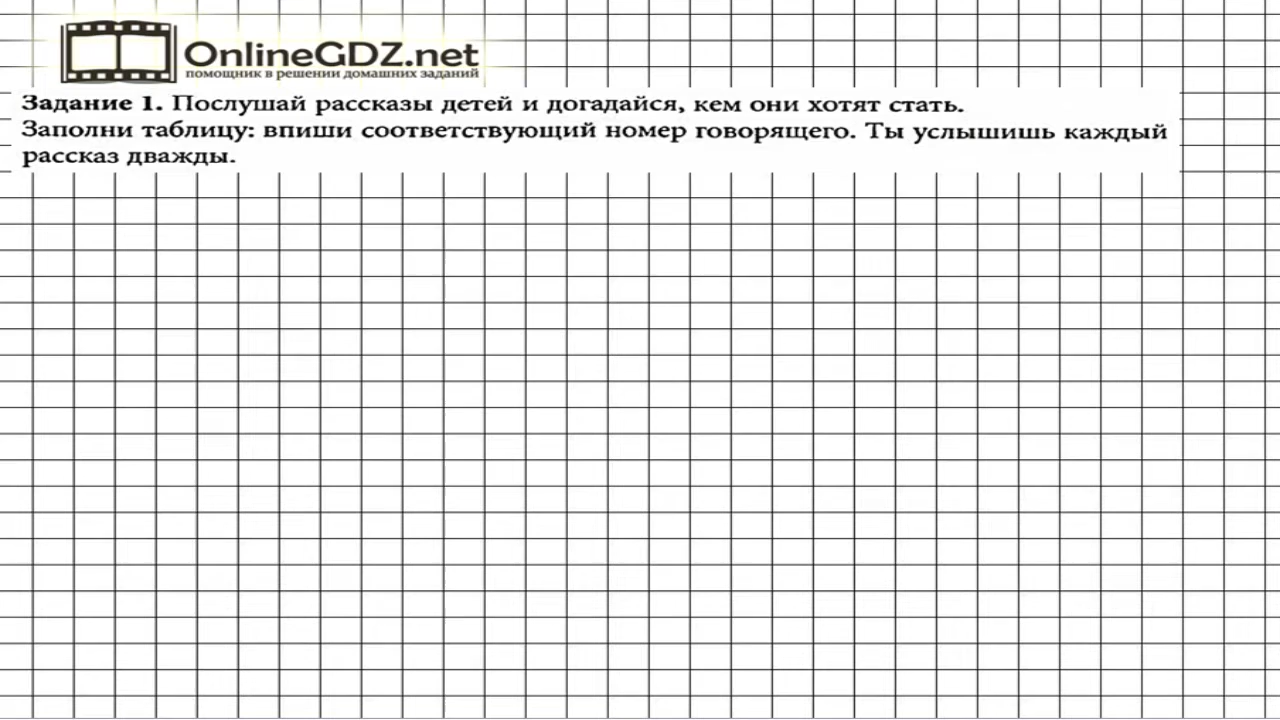 OnlineGDZ.net
помощник в решении домашних заданий
Задание 1. Послушай рассказы детей и догадайся, кем они хотят стать.
Заполни таблицу: впиши соответствующий номер говорящего. Ты услышишь каждый
рассказ дважды.